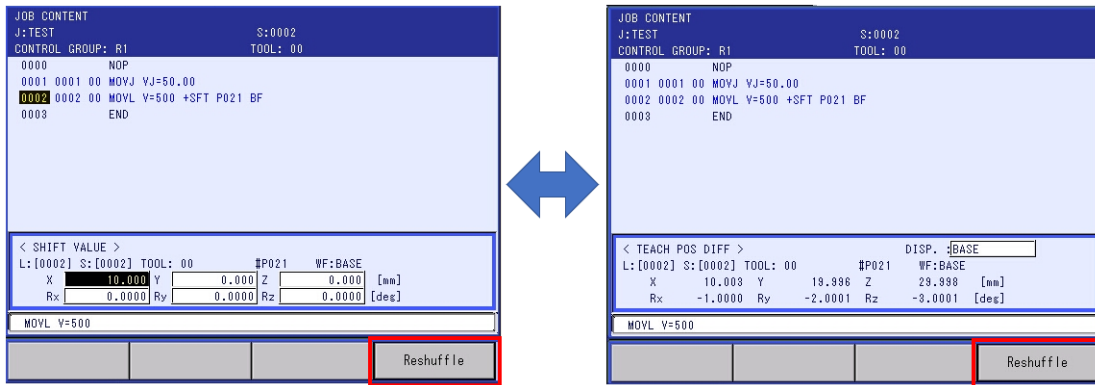 JOB CONTENT
J:TEST S:0002
CONTROL GROUP: R1 TOOL: 00
0000 NOP
0001 0001 00 MOVJ VJ=50.00
0002 0002 00 MOVL V=500 +SFT P021 BF
0003 END
< SHIFT VALUE >
L:[0002] S:[0002] TOOL: 00 #P021 WF:BASE
X 10.000 Y 0.000 Z 0.000 [mm]
Rx 0.0000 Ry 0.0000 Rz 0.0000 [deg]
MOVL V=500
Reshuffle
JOB CONTENT
J:TEST S:0002
CONTROL GROUP: R1 TOOL: 00
0000 NOP
0001 0001 00 MOVJ VJ=50.00
0002 0002 00 MOVL V=500 +SFT P021 BF
0003 END
< TEACH POS DIFF > DISP. :BASE
L:[0002] S:[0002] TOOL: 00 #P021 WF:BASE
X 10.003 Y 19.996 Z 29.998 [mm]
Rx -1.0000 Ry -2.0001 Rz -3.0001 [deg]
MOVL V=500
Reshuffle